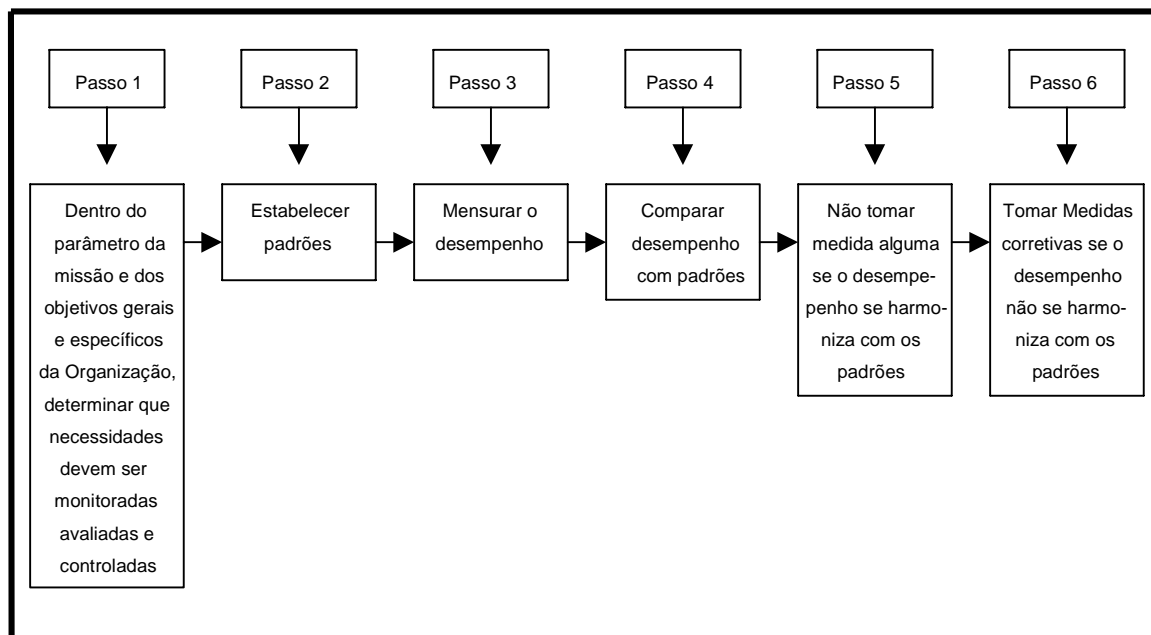 Passo 1
Passo 2
Passo 3
Passo 4
Passo 5
Passo 6
Dentro do
parâmetro da
missão e dos
objetivos gerais
e específicos
da Organização,
determinar que
necessidades
devem ser
monitoradas
avaliadas e
controladas
Estabelecer
padrões
Mensurar o
desempenho
Comparar
desempenho
com padrões
Não tomar
medida alguma
se o desempe-
penho se harmo-
niza com os
padrões
Tomar Medidas
corretivas se o
desempenho
não se harmo-
niza com os
padrões